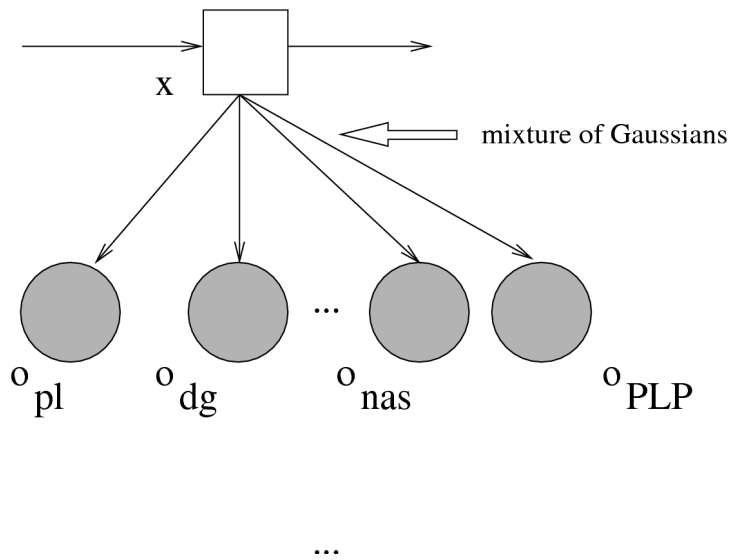 x
mixture of Gaussians
...
o pl o dg o nas o PLP
...